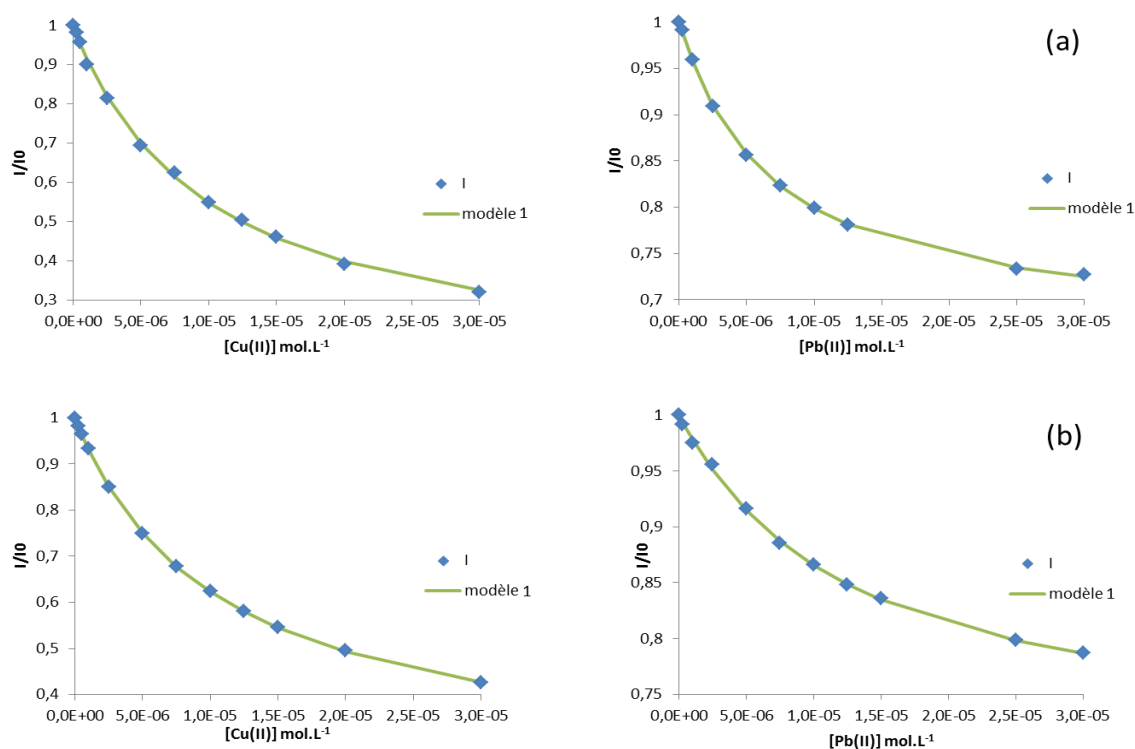 (a)
I/I0
1
0,9
0,8
0,7
0,6
0,5
0,4
0,3
0,0E+00 5,0E-06 1,0E-05 1,5E-05 2,0E-05 2,5E-05 3,0E-05
[Cu(II)] mol.L-1
I
modèle 1
I/I0
1
0,95
0,9
0,85
0,8
0,75
0,7
0,0E+00 5,0E-06 1,0E-05 1,5E-05 2,0E-05 2,5E-05 3,0E-05
[Pb(II)] mol.L-1
I
modèle 1
(b)
I/I0
1
0,9
0,8
0,7
0,6
0,5
0,4
0,0E+00 5,0E-06 1,0E-05 1,5E-05 2,0E-05 2,5E-05 3,0E-05
[Cu(II)] mol.L-1
I
modèle 1
I/I0
1
0,95
0,9
0,85
0,8
0,75
0,0E+00 5,0E-06 1,0E-05 1,5E-05 2,0E-05 2,5E-05 3,0E-05
[Pb(II)] mol.L-1
I
modèle 1